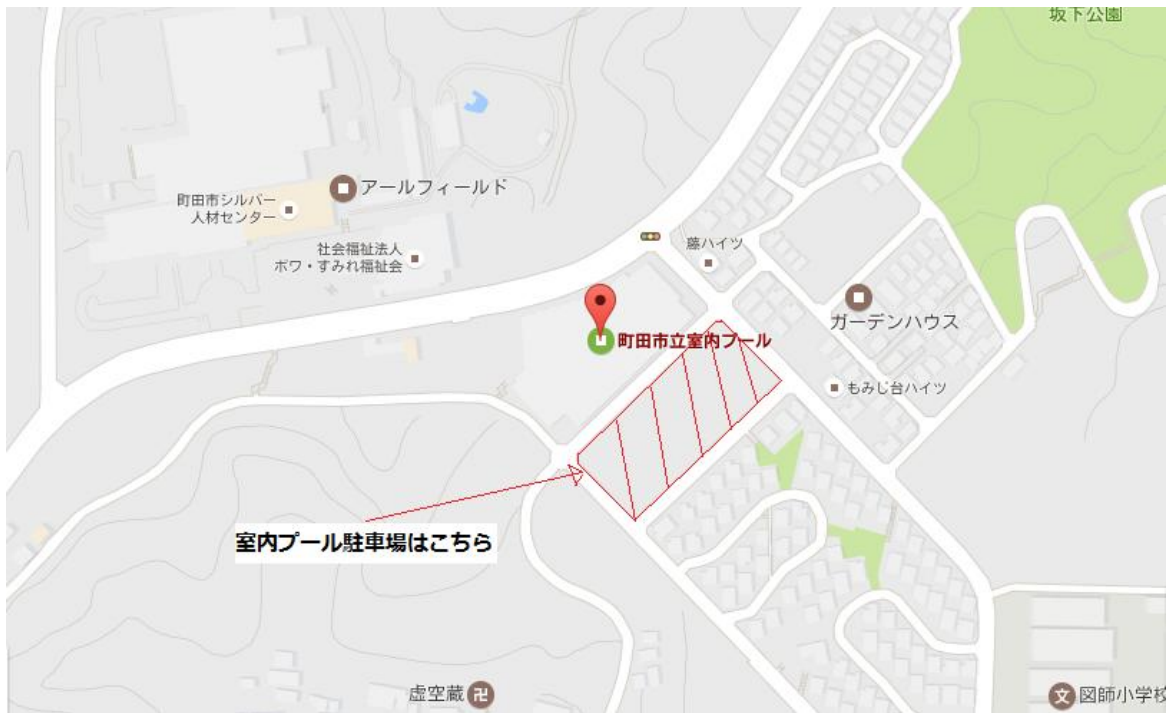 坂下公園
アールフィールド
町田市シルバー
人材センター
社会福祉法人
ボワ・すみれ福祉会
藤ハイツ
ガーデンハウス
町田市立室内プール
もみじ台ハイツ
室内プール駐車場はこちら
虚空蔵
卍
文
図師小学校